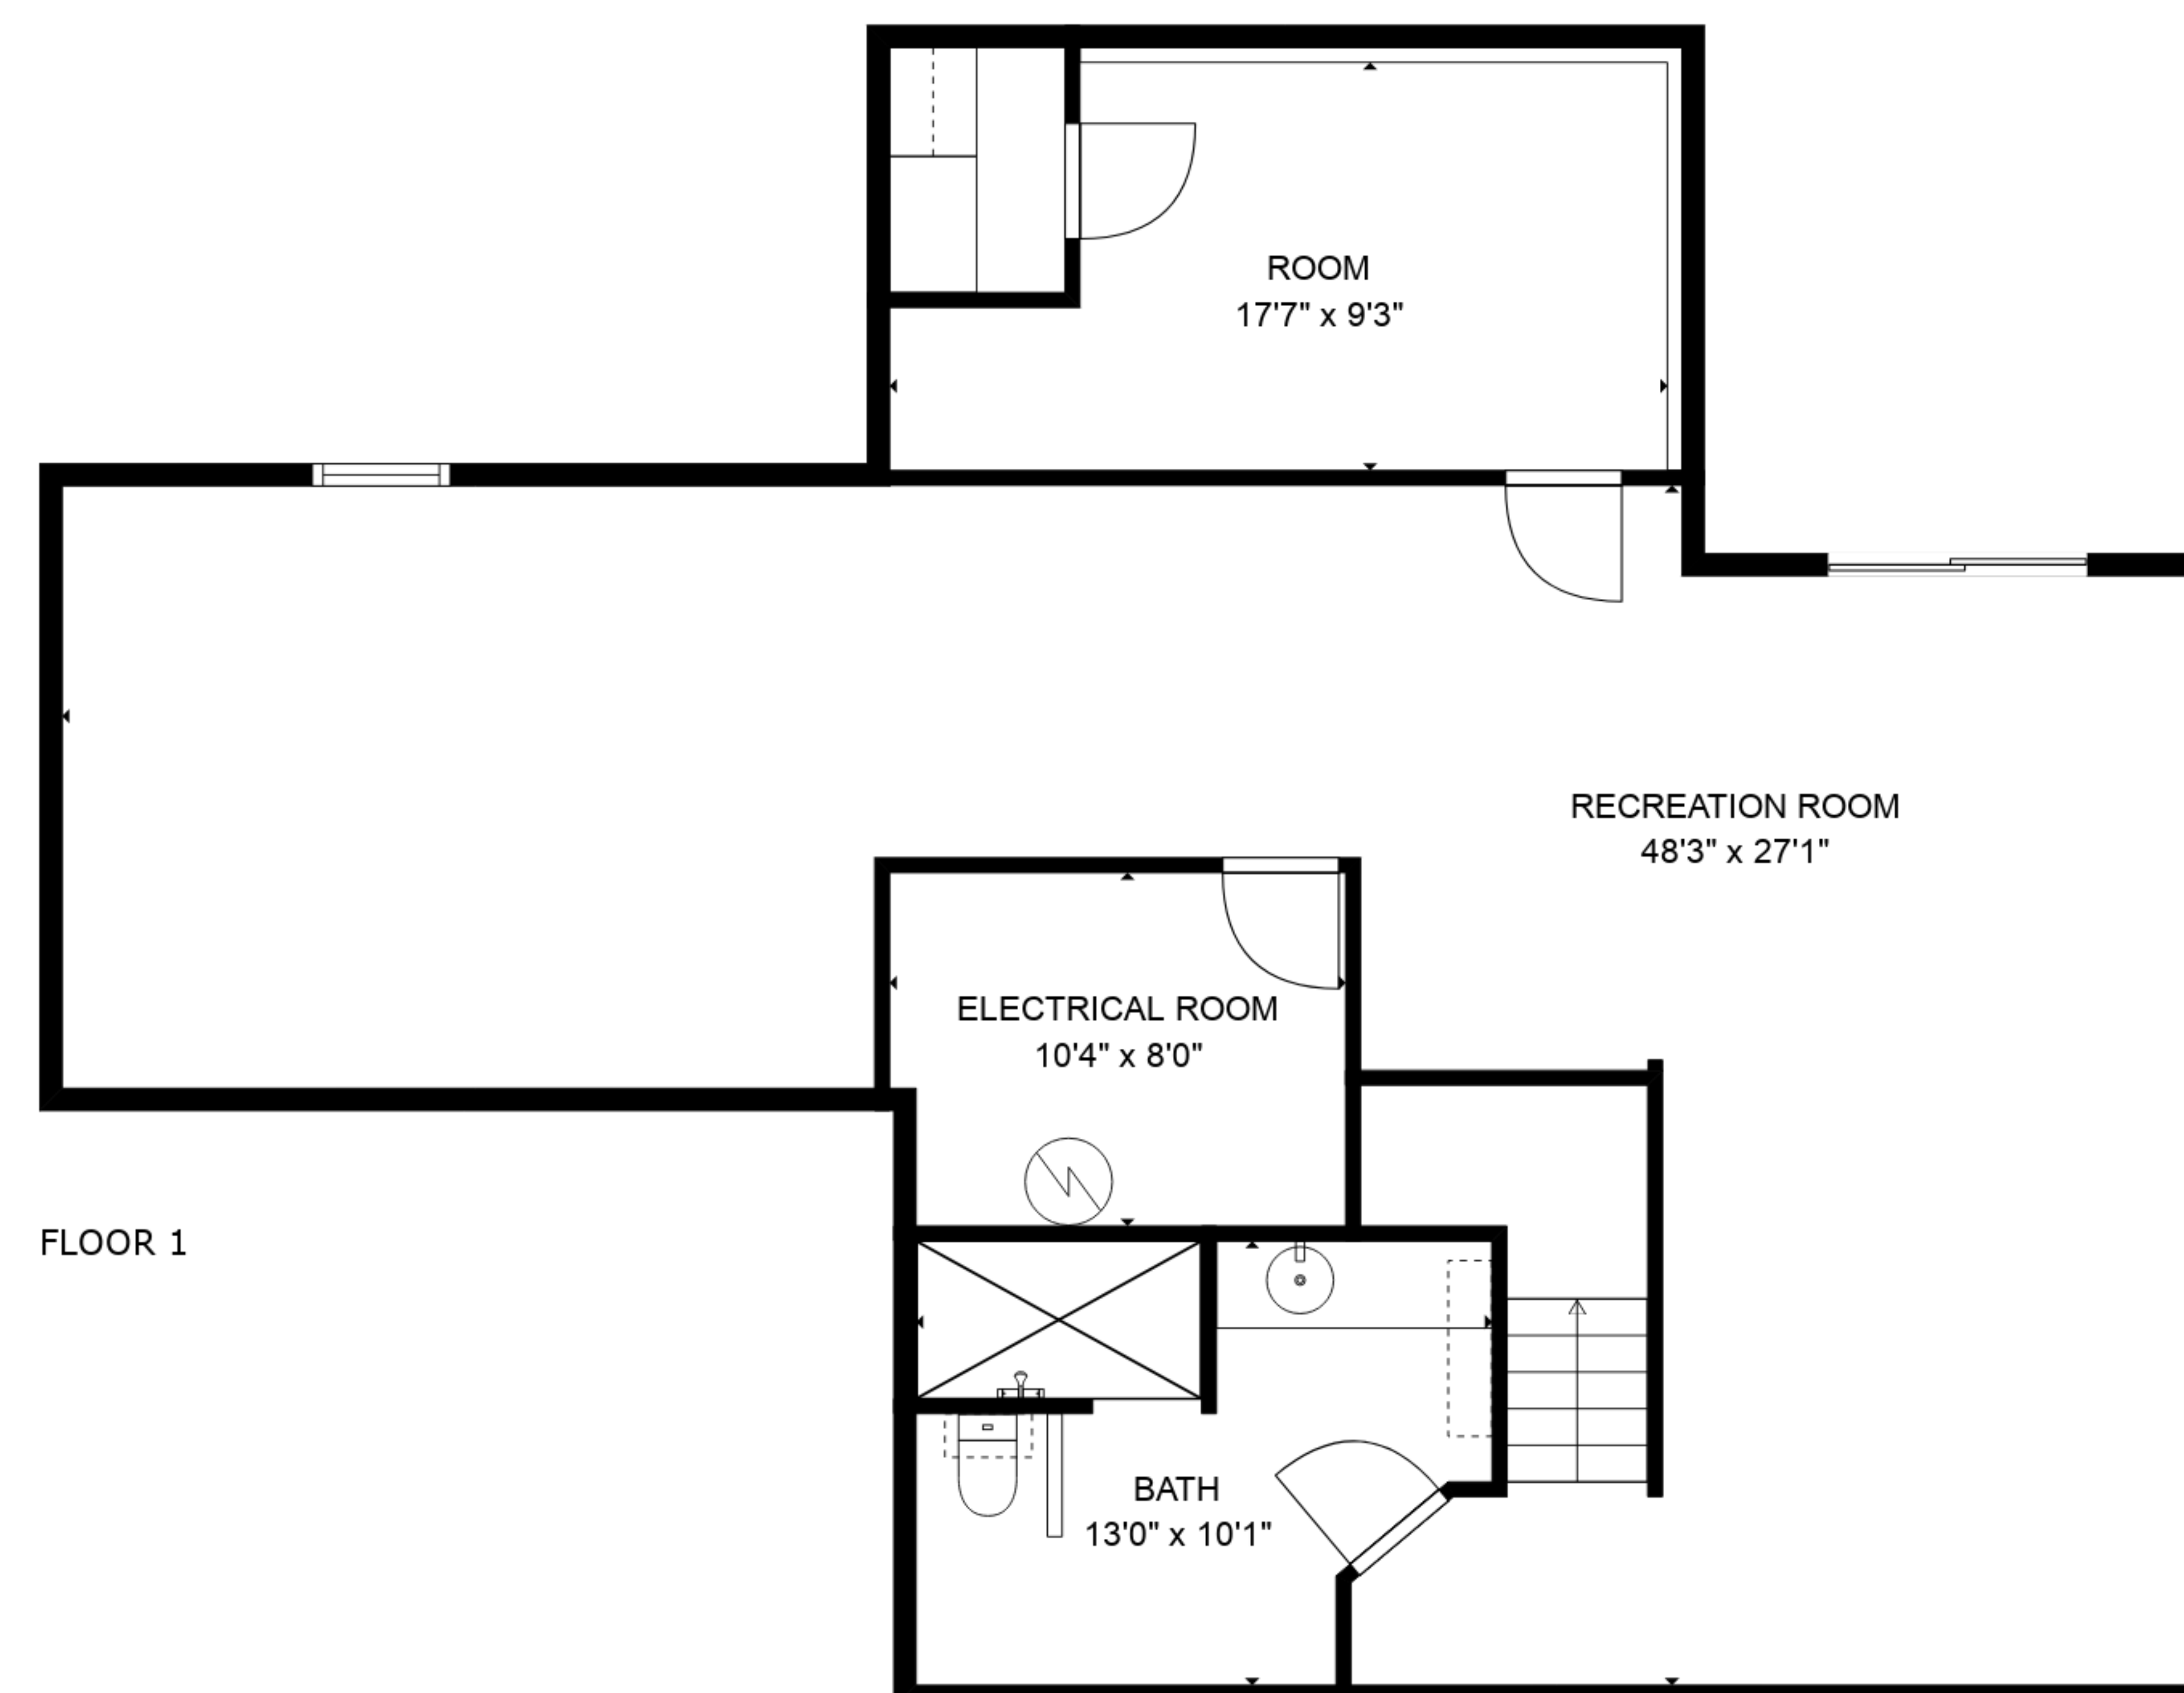 ROOM
17'7" x 9'3"
RECREATION ROOM
48'3" x 27'1"
ELECTRICAL ROOM
10'4" x 8'0"
FLOOR 1
BATH
13'0" x 10'1"